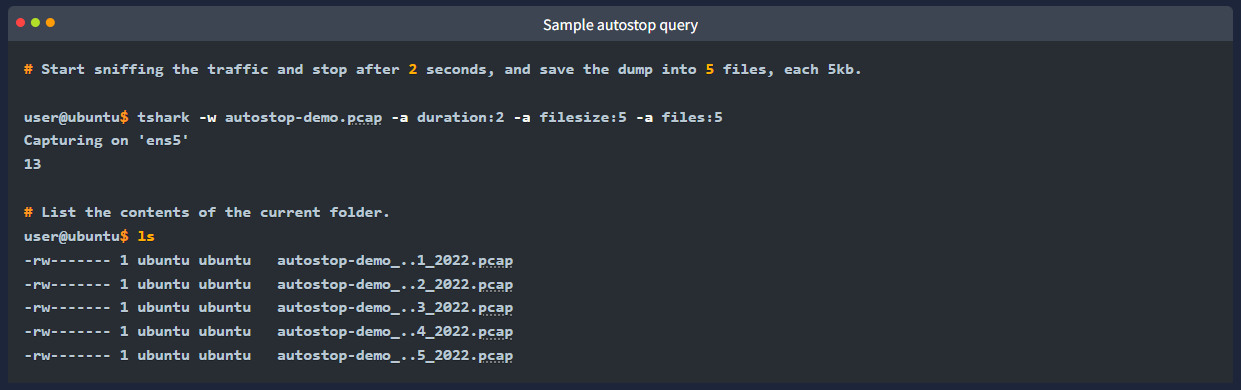 Sample autostop query
# Start sniffing the traffic and stop after 2 seconds, and save the dump into 5 files, each 5kb.
user@ubuntu$ tshark -w autostop-demo.pcap -a duration:2 -a filesize:5 -a files:5
Capturing on 'ens5'
13
# List the contents of the current folder.
user@ubuntu$ ls
-rw------- 1 ubuntu ubuntu   autostop-demo_..1_2022.pcap
-rw------- 1 ubuntu ubuntu   autostop-demo_..2_2022.pcap
-rw------- 1 ubuntu ubuntu   autostop-demo_..3_2022.pcap
-rw------- 1 ubuntu ubuntu   autostop-demo_..4_2022.pcap
-rw------- 1 ubuntu ubuntu   autostop-demo_..5_2022.pcap